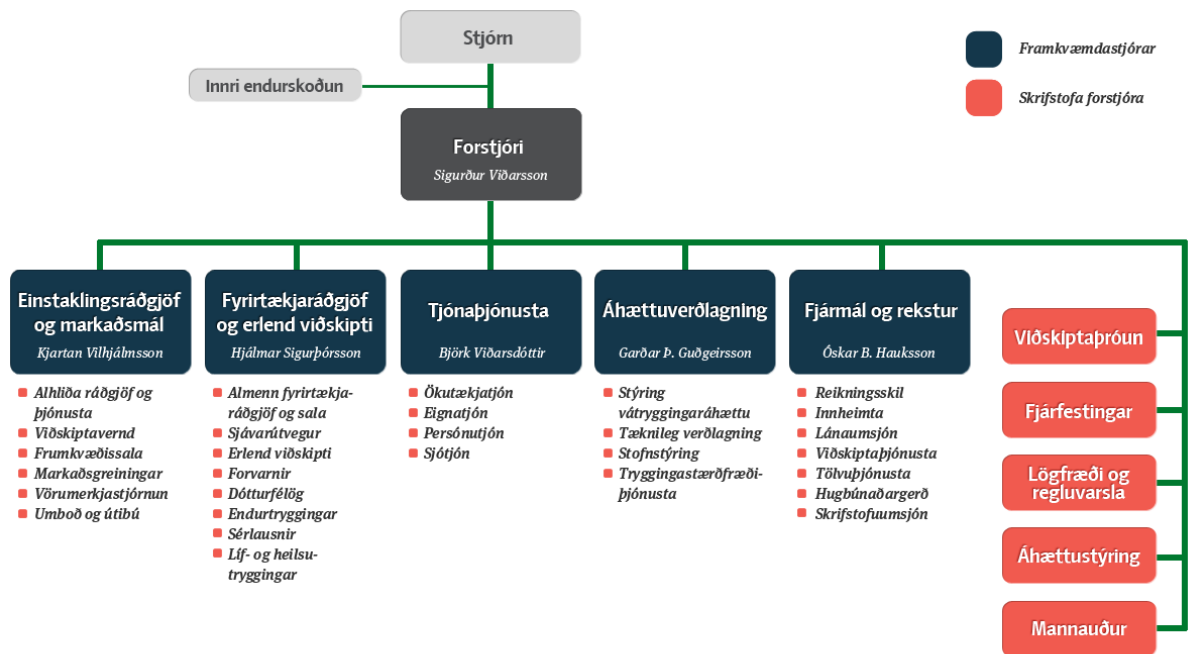 Stjórn
Framkvæmdastjórar
Innri endurskoðun
Skrifstofa forstjóra
Forstjóri
Sigurður Viðarsson
Einstaklingsráðgjöf
og markaðsmál
Kjartan Vilhjálmsson
Alhliða ráðgjöf og
þjónusta
Viðskiptavernd
Frumkvæðissala
Markaðsgreiningar
Vörumerkjastjórnun
Umboð og útibú
Fyrirtækjaráðgjöf
og erlend viðskipti
Hjálmar Sigurþórsson
Almenn fyrirtækja-
ráðgjöf og sala
Sjávarútvegur
Erlend viðskipti
Forvarnir
Dótturfélög
Endurtryggingar
Sérlausnir
Líf- og heilsu-
tryggingar
Tjónaþjónusta
Björk Viðarsdóttir
Ökutækjatjón
Eignatjón
Persónutjón
Sjótjón
Áhættuverðlagning
Garðar Þ. Guðgeirsson
Stýring
vátryggingaráhættu
Tæknileg verðlagning
Stofnstýring
Tryggingastærðfræði-
þjónusta
Fjármál og rekstur
Óskar B. Hauksson
Reikningsskil
Innheimta
Lánaumsjón
Viðskiptaþjónusta
Tölvuþjónusta
Hugbúnaðargerð
Skrifstofuumsjón
Viðskiptaþróun
Fjárfestingar
Lögfræði og
regluvarsla
Áhættustýring
Mannauður